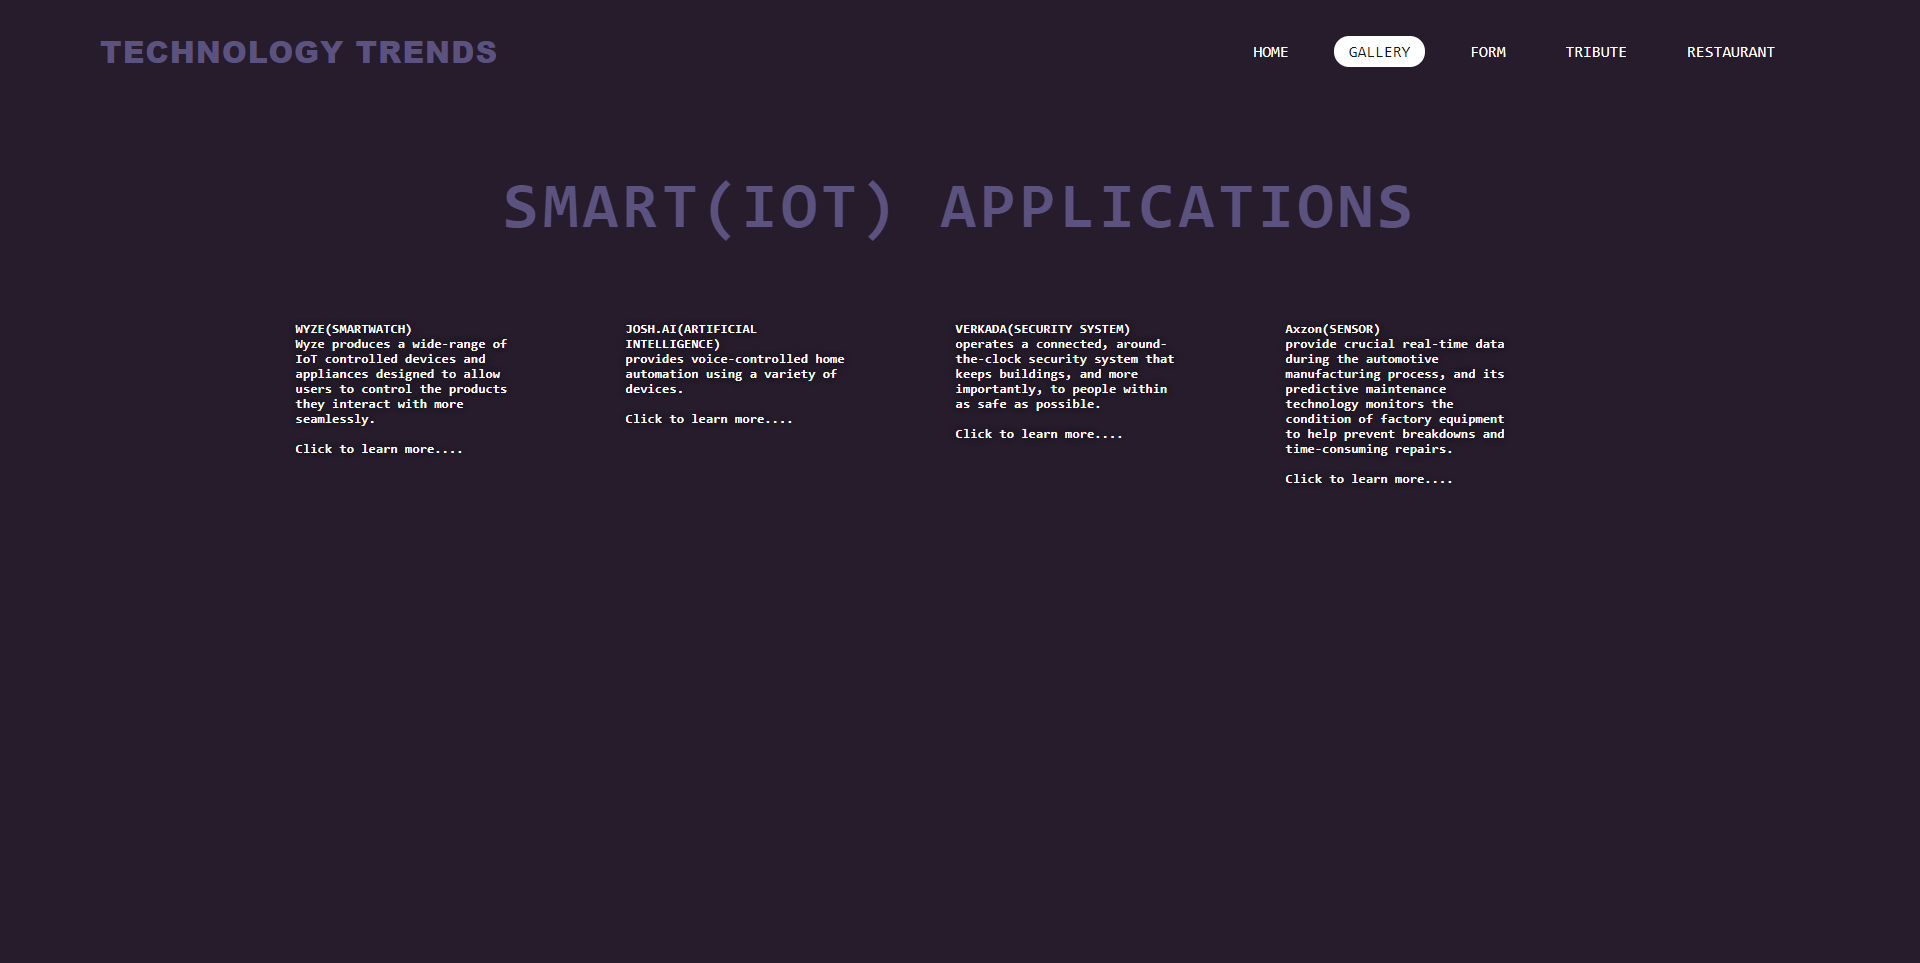 TECHNOLOGY TRENDS
HOME
GALLERY
FORM
TRIBUTE
RESTAURANT
SMART(IOT) APPLICATIONS
WYZE(SMARTWATCH)
Wyze produces a wide-range of
IoT controlled devices and
appliances designed to allow
users to control the products
they interact with more
seamlessly.
Click to learn more....
JOSH.AI(ARTIFICIAL
INTELLIGENCE)
provides voice-controlled home
automation using a variety of
devices.
Click to learn more....
VERKADA(SECURITY SYSTEM)
operates a connected, around-
the-clock security system that
keeps buildings, and more
importantly, to people within
as safe as possible.
Click to learn more....
Axzon(SENSOR)
provide crucial real-time data
during the automotive
manufacturing process, and its
predictive maintenance
technology monitors the
condition of factory equipment
to help prevent breakdowns and
time-consuming repairs.
Click to learn more....